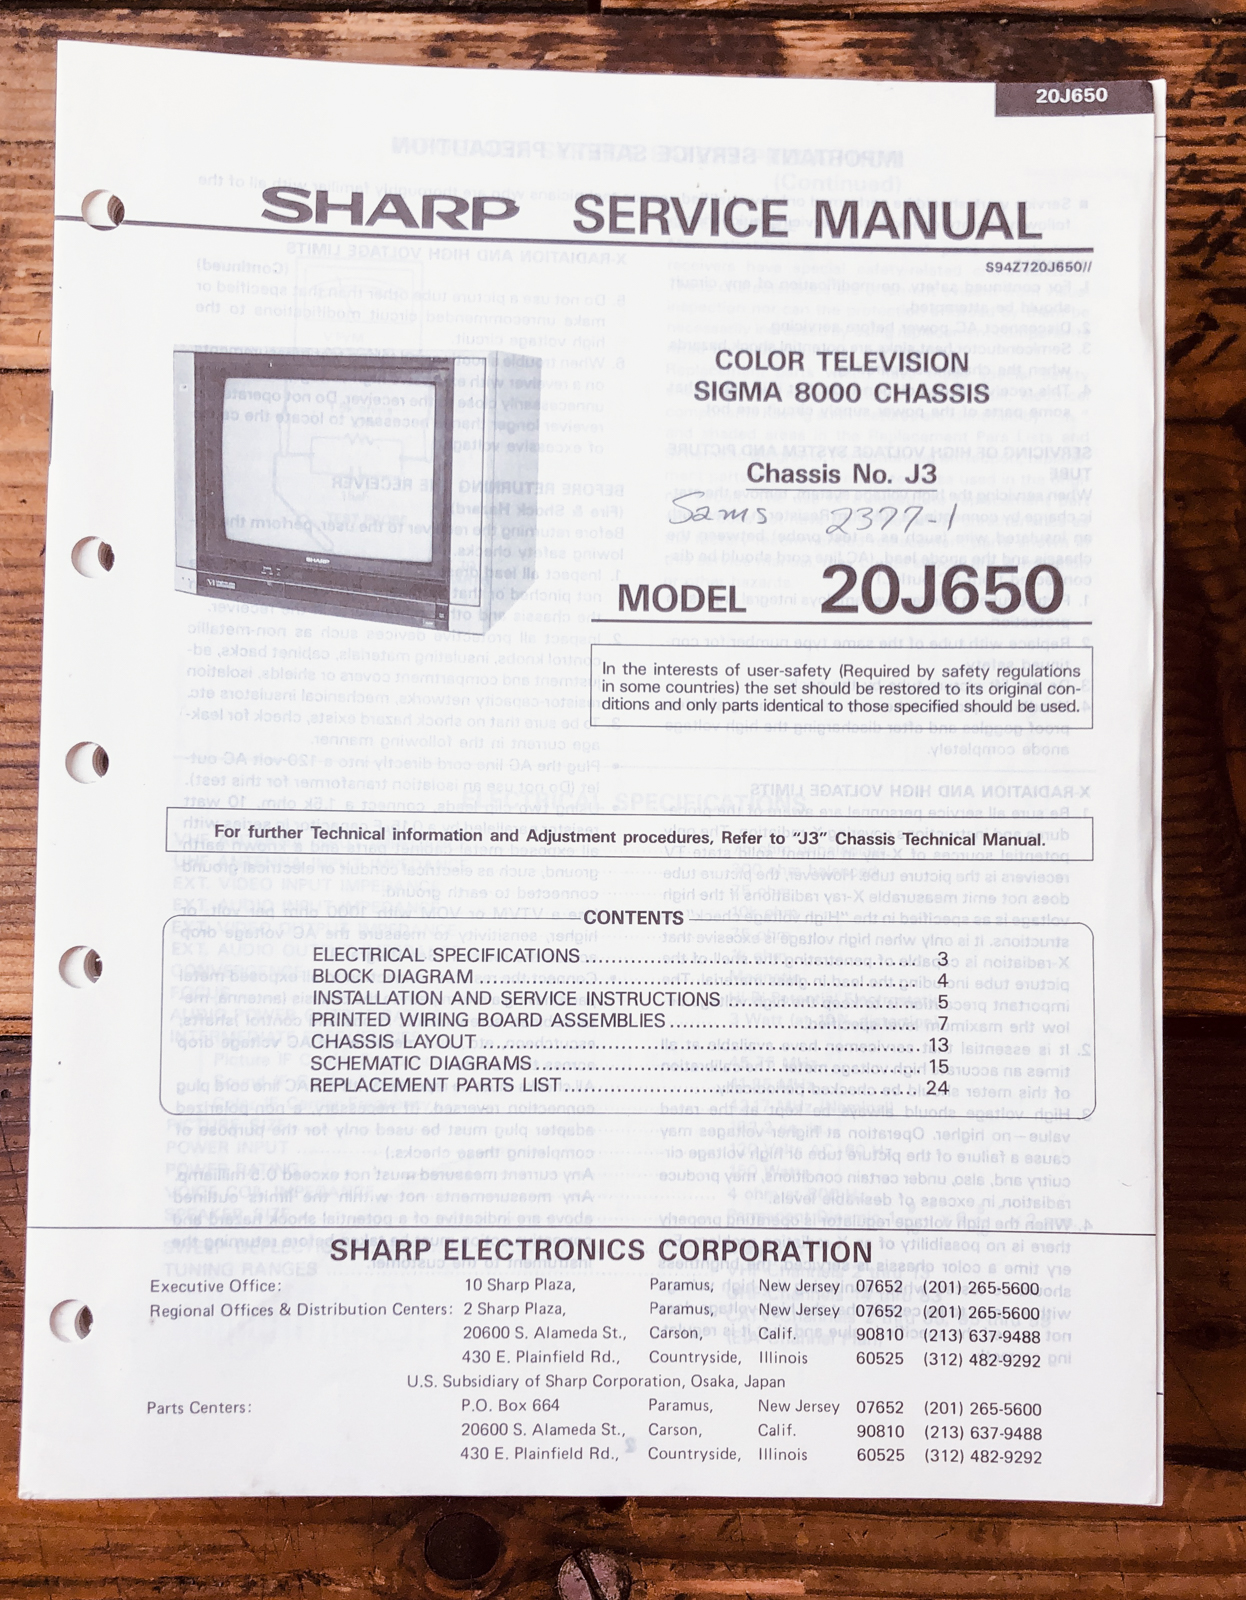 20J650
SHARP SERVICE MANUAL
S94Z720J650//
COLOR TELEVISION
SIGMA 8000 CHASSIS
Chassis No. J3
Sams 2377-1
MODEL 20J650
SHARP
In the interests of user-safety (Required by safety regulations
in some countries) the set should be restored to its original con-
ditions and only parts identical to those specified should be used.
For further Technical information and Adjustment procedures, Refer to "J3" Chassis Technical Manual.
CONTENTS
ELECTRICAL SPECIFICATIONS........ 3
BLOCK DIAGRAM........ 4
INSTALLATION AND SERVICE INSTRUCTIONS........ 5
PRINTED WIRING BOARD ASSEMBLIES........ 7
CHASSIS LAYOUT........ 13
SCHEMATIC DIAGRAMS........ 15
REPLACEMENT PARTS LIST........ 24
SHARP ELECTRONICS CORPORATION
Executive Office: 10 Sharp Plaza, Paramus, New Jersey 07652 (201) 265-5600
Regional Offices & Distribution Centers: 2 Sharp Plaza, Paramus, New Jersey 07652 (201) 265-5600
20600 S. Alameda St., Carson, Calif. 90810 (213) 637-9488
430 E. Plainfield Rd., Countryside, Illinois 60525 (312) 482-9292
U.S. Subsidiary of Sharp Corporation, Osaka, Japan
Parts Centers: P.O. Box 664 Paramus, New Jersey 07652 (201) 265-5600
20600 S. Alameda St., Carson, Calif. 90810 (213) 637-9488
430 E. Plainfield Rd., Countryside, Illinois 60525 (312) 482-9292